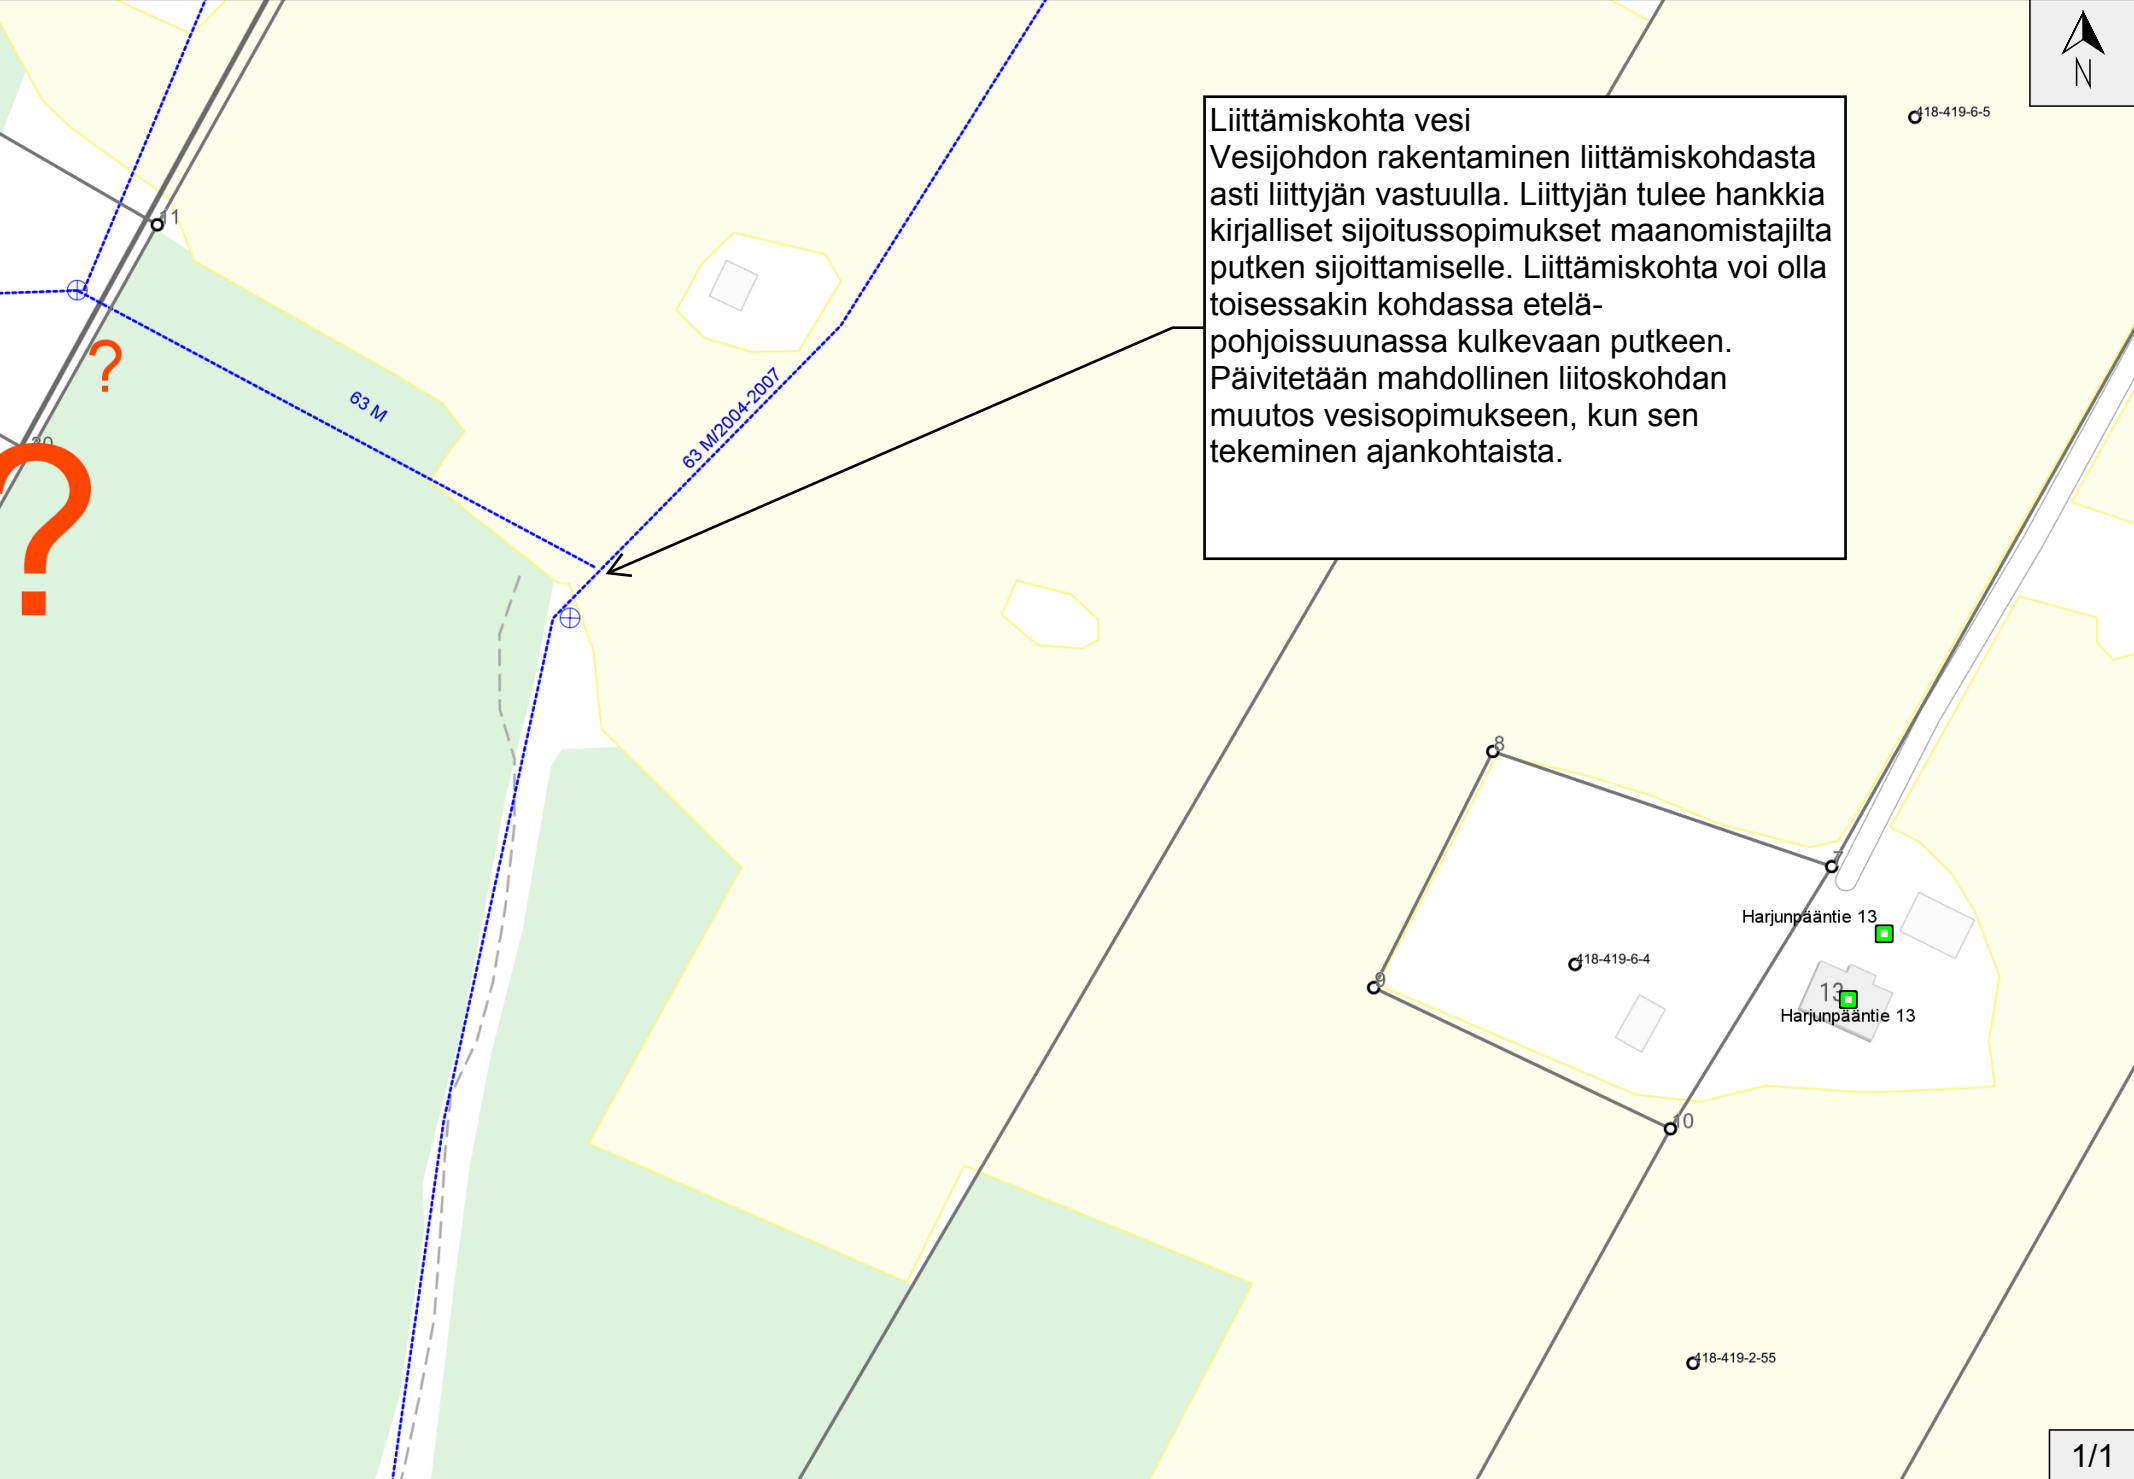 N
418-419-6-5
Liittämiskohta vesi
Vesijohdon rakentaminen liittämiskohdasta
asti liittyjän vastuulla. Liittyjän tulee hankkia
kirjalliset sijoitussopimukset maanomistajilta
putken sijoittamiselle. Liittämiskohta voi olla
toisessakin kohdassa etelä-
pohjoissuunassa kulkevaan putkeen.
Päivitetään mahdollinen liitoskohdan
muutos vesisopimukseen, kun sen
tekeminen ajankohtaista.
11
?
63 M
63 M/2004-2007
30
?
8
7
Harjunpääntie 13
418-419-6-4
9
13
Harjunpääntie 13
10
418-419-2-55
1/1